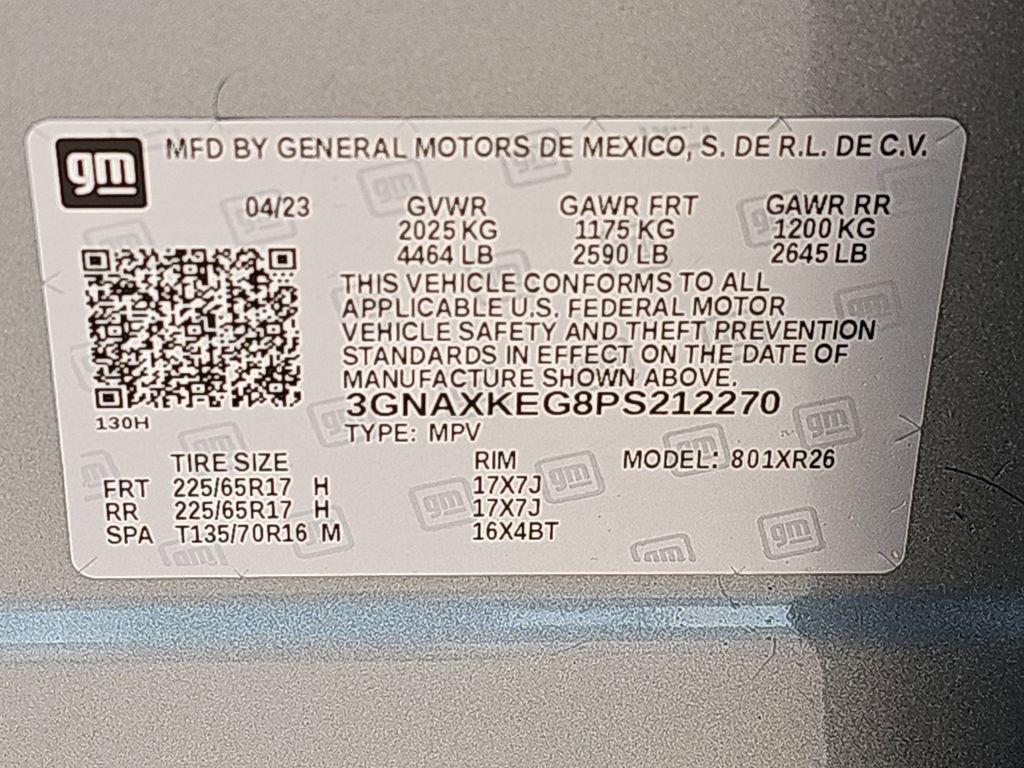 gm MFD BY GENERAL MOTORS DE MEXICO, S. DE R.L. DE C.V.
04/23 GVWR GAWR FRT GAWR RR
2025 KG 1175 KG 1200 KG
4464 LB 2590 LB 2645 LB
THIS VEHICLE CONFORMS TO ALL
APPLICABLE U.S. FEDERAL MOTOR
VEHICLE SAFETY AND THEFT PREVENTION
STANDARDS IN EFFECT ON THE DATE OF
MANUFACTURE SHOWN ABOVE.
3GNAXKEG8PS212270
130H
TYPE: MPV
TIRE SIZE RIM MODEL: 801XR26
FRT 225/65R17 H 17X7J
RR 225/65R17 H 17X7J
SPA T135/70R16 M 16X4BT